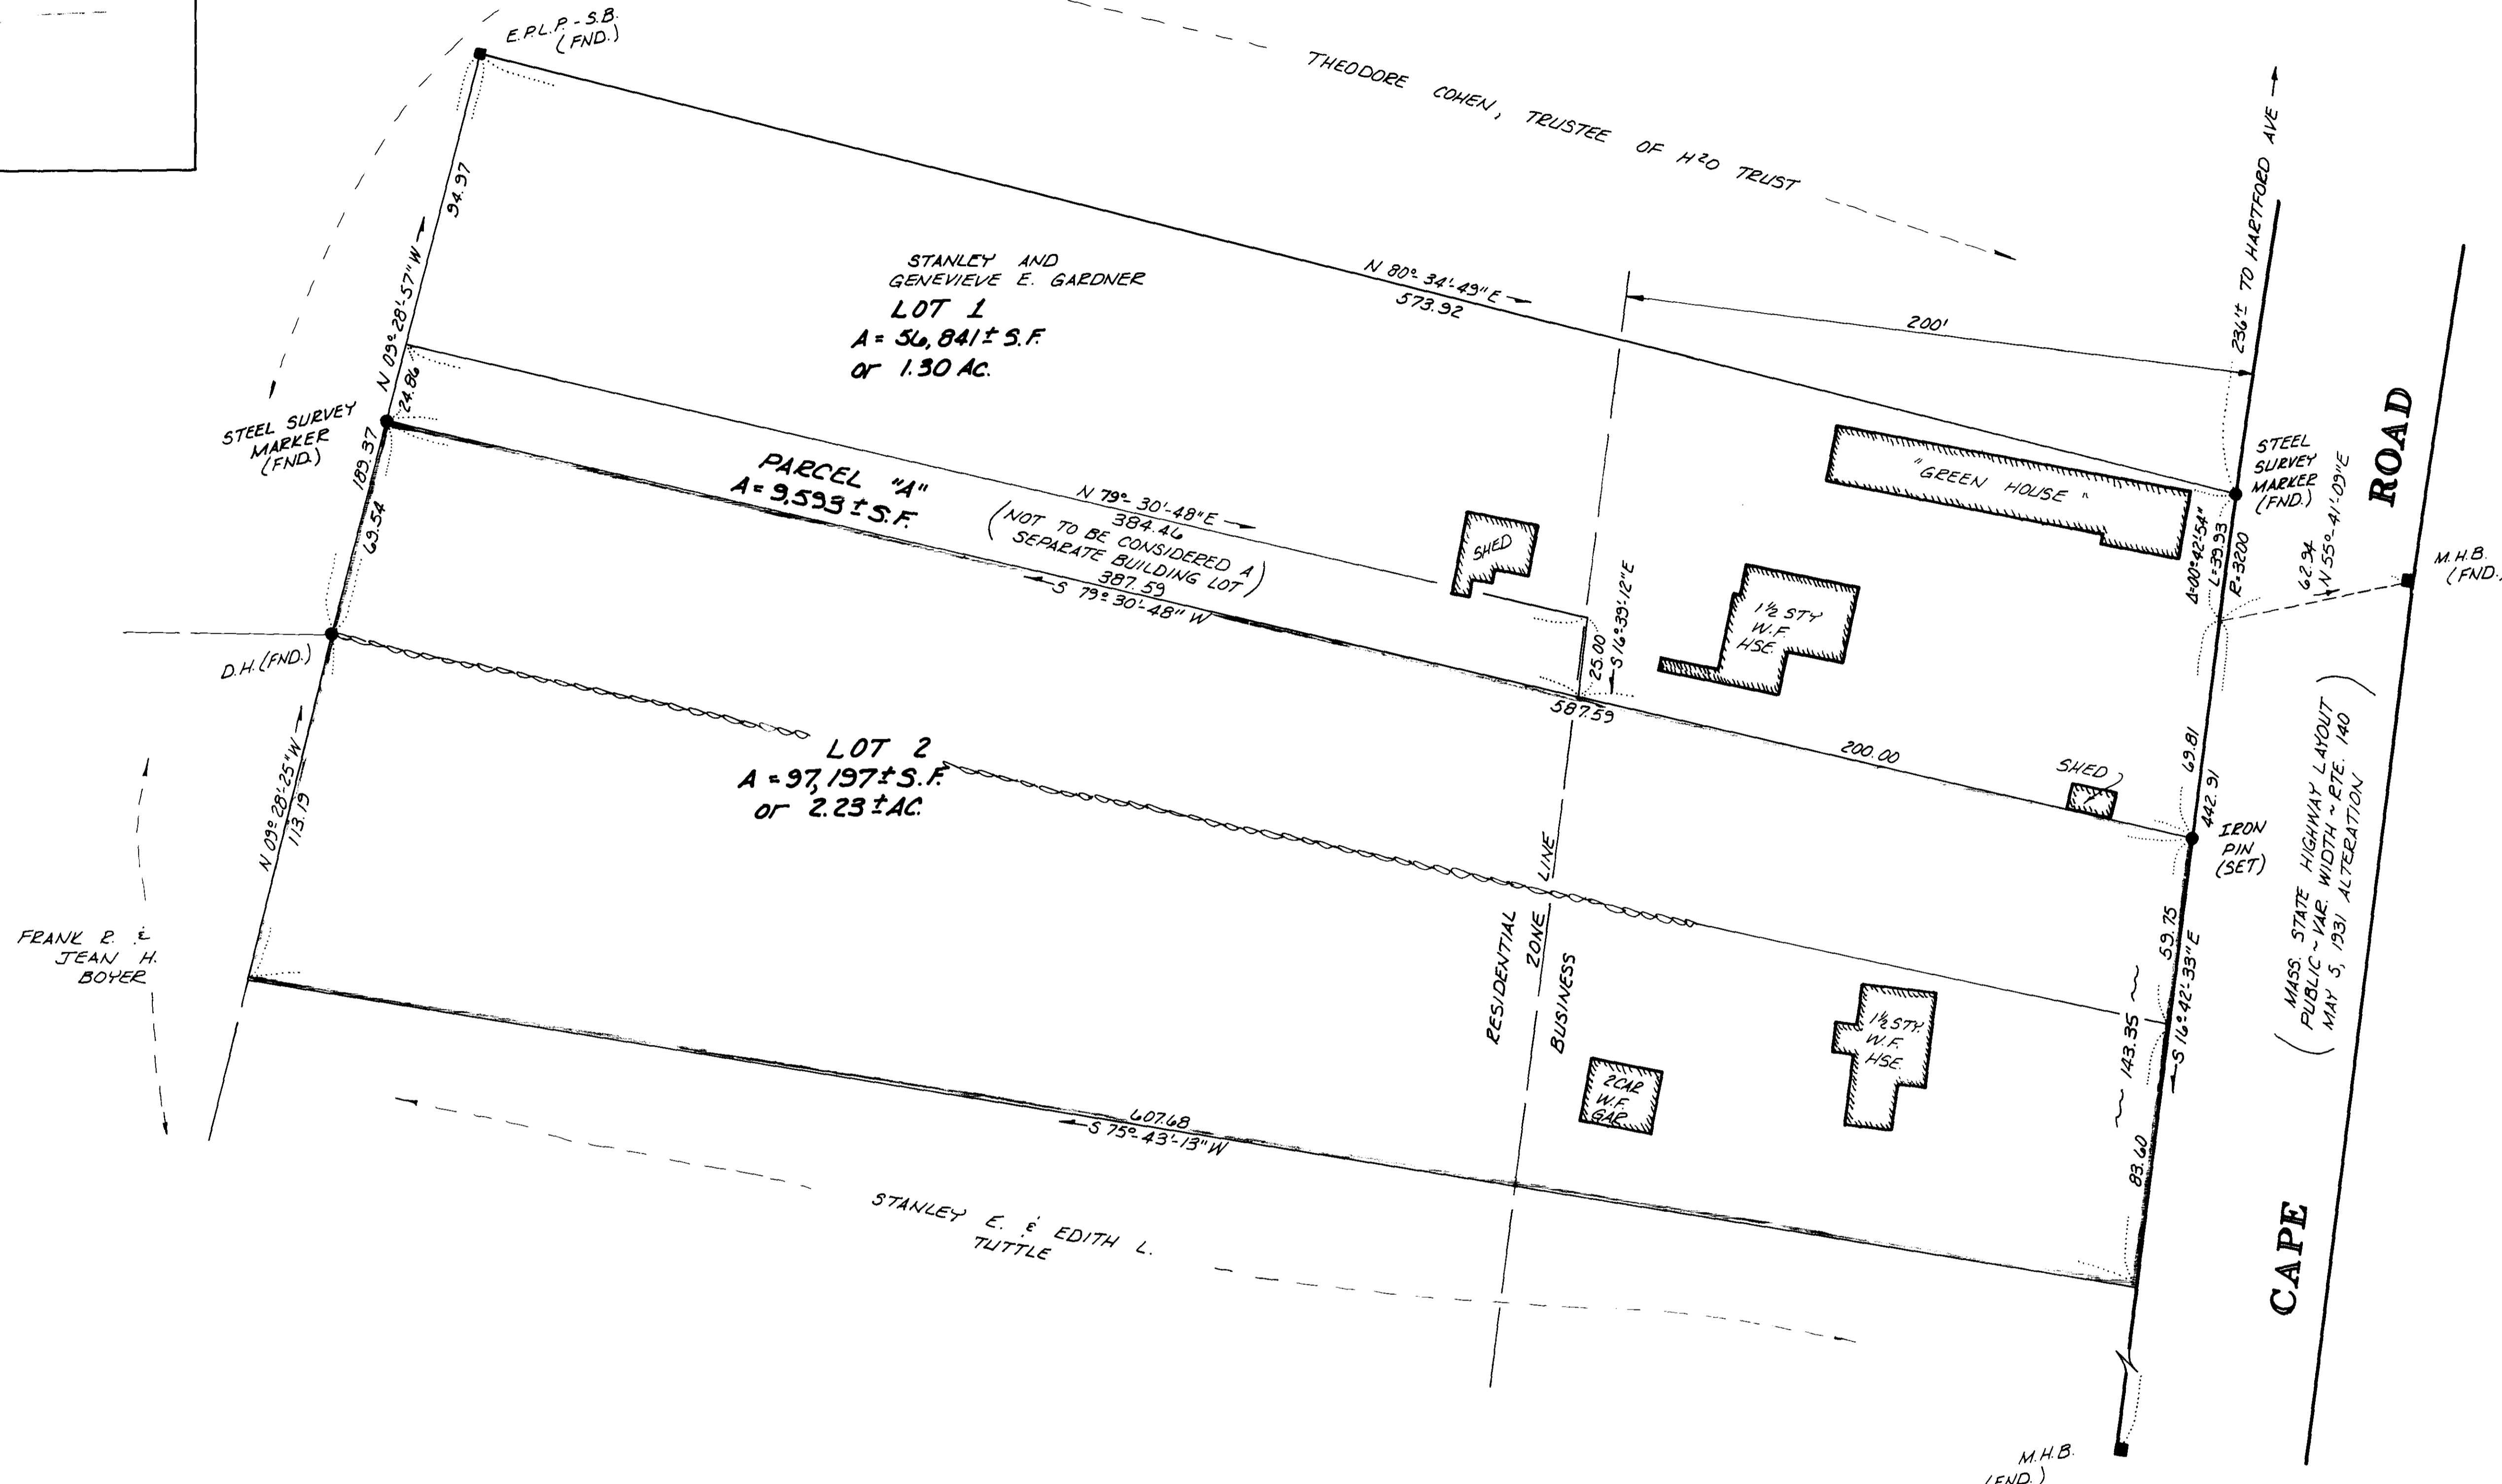 E.P.L.P. - S.B.
(FND.)
THEODORE COHEN, TRUSTEE OF H²O TRUST
236'± TO HARTFORD AVE
94.97
N 09°-28'-57" W
24.86
STANLEY AND
GENEVIEVE E. GARDNER
LOT 1
A = 56,841± S.F.
or 1.30 AC.
N 80°-34'-49" E
573.92
200'
STEEL SURVEY
MARKER
(FND.)
189.37
69.54
PARCEL "A"
A = 9,593± S.F.
N 79°-30'-48" E
384.46
(NOT TO BE CONSIDERED A
SEPARATE BUILDING LOT)
387.59
S 79°-30'-48" W
SHED
"GREEN HOUSE"
STEEL
SURVEY
MARKER
(FND.)
Δ=00°-42'-54"
L=39.93
R=3200
62.94
N 55°-41'-09" E
M.H.B.
(FND.)
ROAD
1½ STY
W.F.
HSE.
25.00
S 16°-39'-12" E
587.59
200.00
SHED
69.81
442.91
IRON
PIN
(SET)
(MASS. STATE HIGHWAY LAYOUT
PUBLIC ~ VAR. WIDTH ~ RTE. 140
MAY 5, 1931 ALTERATION)
D.H. (FND.)
LOT 2
A = 97,197± S.F.
or 2.23± AC.
N 09°-28'-25" W
113.19
FRANK R. &
JEAN H.
BOYER
RESIDENTIAL
ZONE LINE
BUSINESS
59.75
S 16°-42'-33" E
~ 143.35 ~
1½ STY.
W.F.
HSE.
2 CAR
W.F.
GAR.
83.60
607.68
S 75°-43'-13" W
STANLEY E. & EDITH L.
TUTTLE
CAPE
M.H.B.
(FND.)